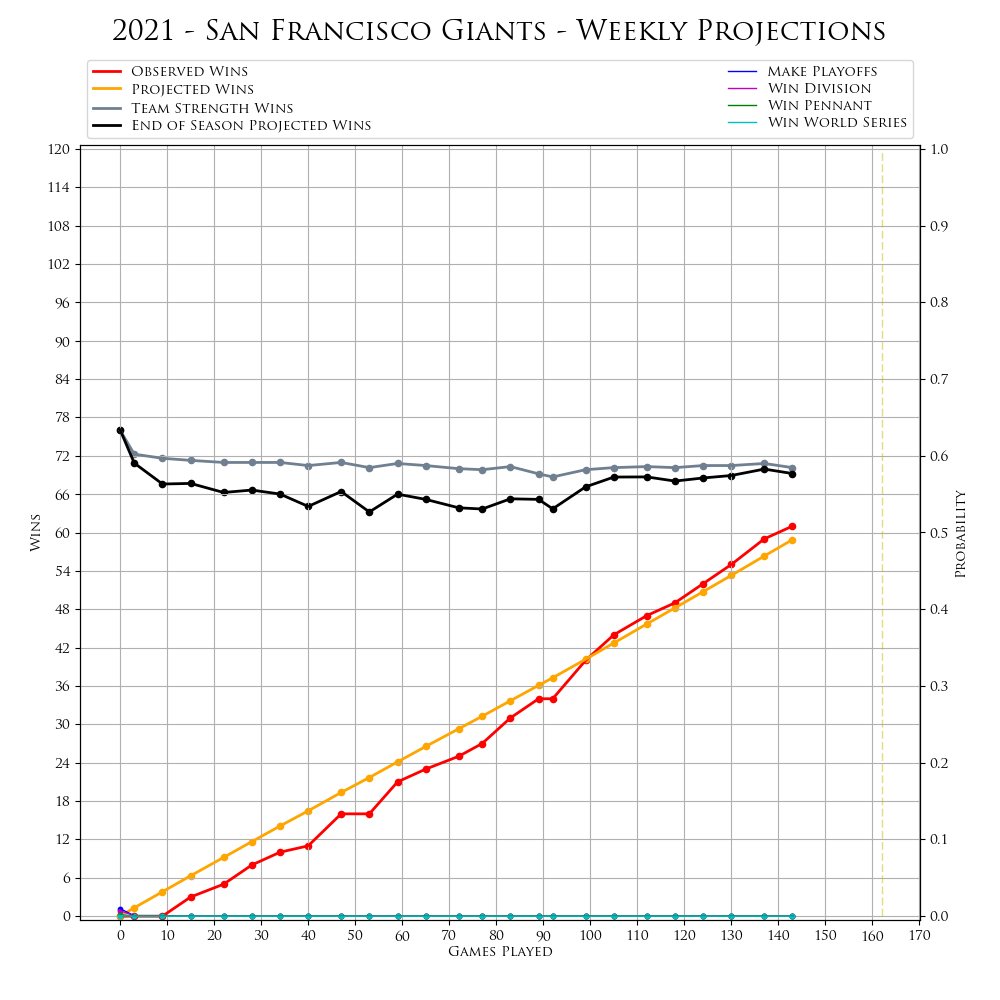 2021 - San Francisco Giants - Weekly Projections
Observed Wins
Projected Wins
Team Strength Wins
End of Season Projected Wins
Make Playoffs
Win Division
Win Pennant
Win World Series
120
114
108
102
96
90
84
78
72
66
60
54
48
42
36
30
24
18
12
6
0
Wins
1.0
0.9
0.8
0.7
0.6
0.5
0.4
0.3
0.2
0.1
0.0
Probability
0 10 20 30 40 50 60 70 80 90 100 110 120 130 140 150 160 170
Games Played